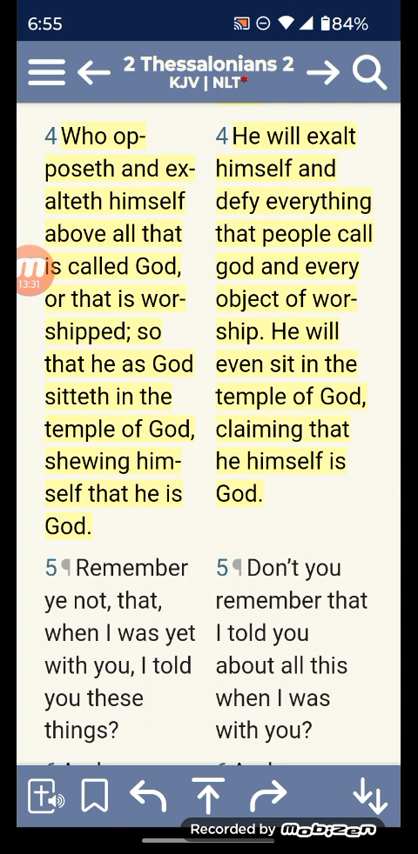 6:55
84%
2 Thessalonians 2
KJV | NLT*
4 Who op-
poseth and ex-
alteth himself
above all that
is called God,
or that is wor-
shipped; so
that he as God
sitteth in the
temple of God,
shewing him-
self that he is
God.
5 ¶ Remember
ye not, that,
when I was yet
with you, I told
you these
things?
4 He will exalt
himself and
defy everything
that people call
god and every
object of wor-
ship. He will
even sit in the
temple of God,
claiming that
he himself is
God.
5 ¶ Don’t you
remember that
I told you
about all this
when I was
with you?
m
13:31
Recorded by mobizen